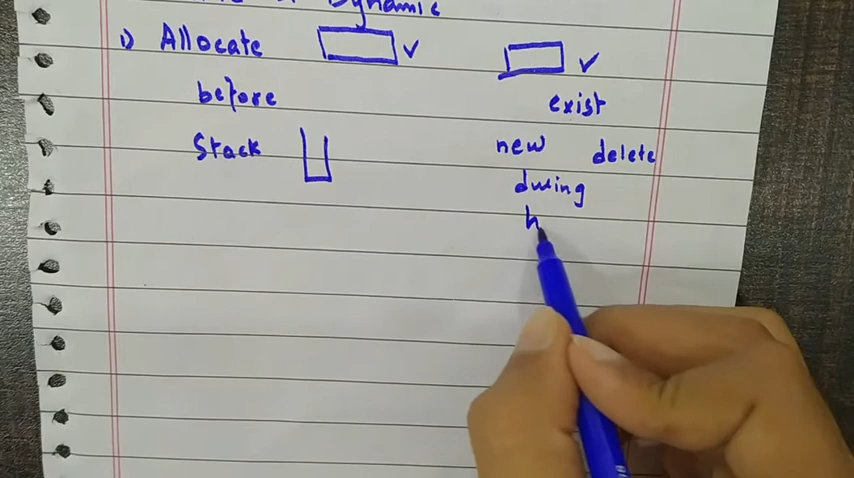 Dynamic
1) Allocate ✓ ✓
before exist
Stack new delete
during
h